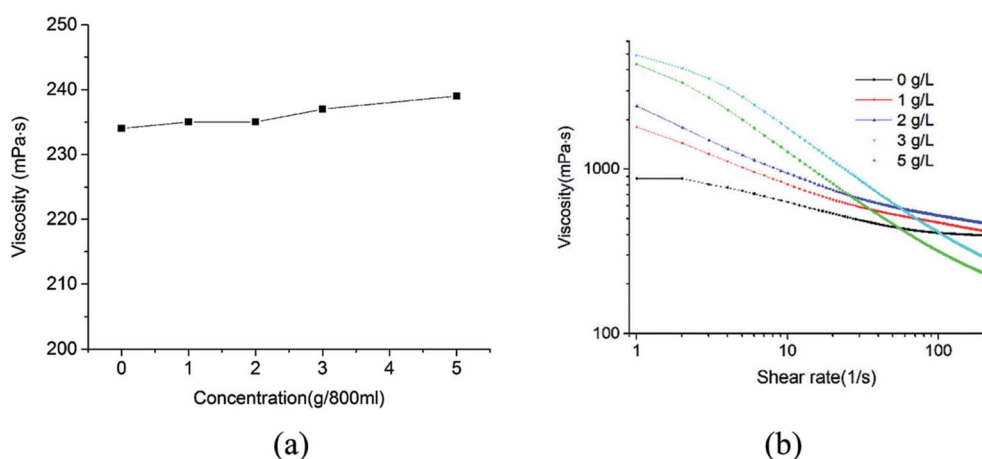 250
240
230
220
210
200
Viscosity (mPa·s)
0 1 2 3 4 5
Concentration(g/800ml)
(a)
1000
100
Viscosity(mPa·s)
0 g/L
1 g/L
2 g/L
3 g/L
5 g/L
1 10 100
Shear rate(1/s)
(b)